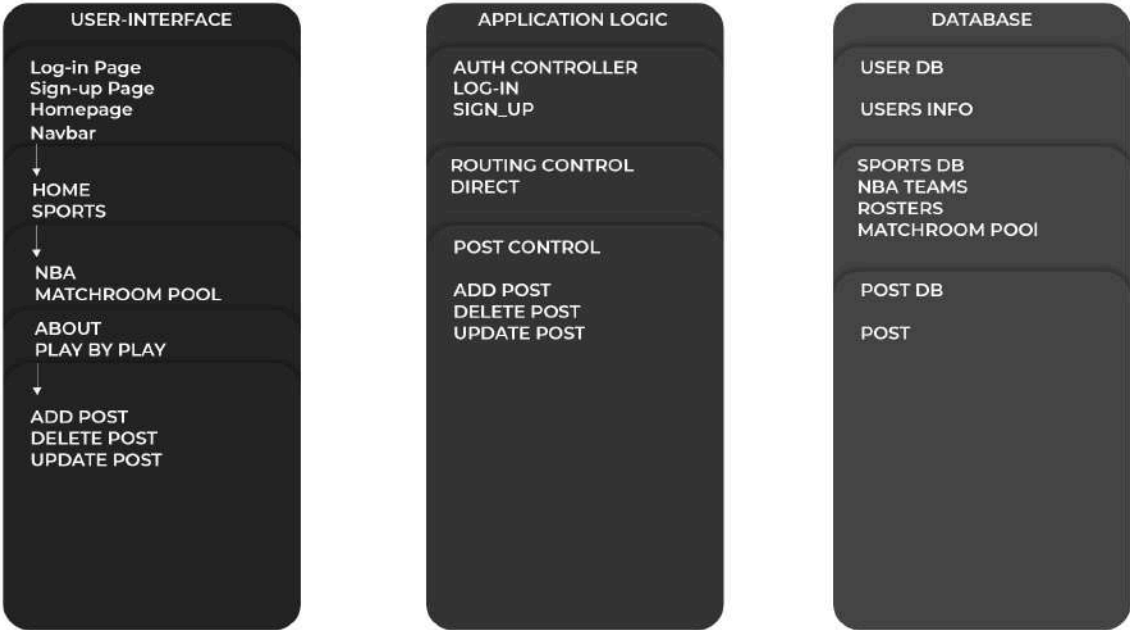 USER-INTERFACE
Log-in Page
Sign-up Page
Homepage
Navbar
HOME
SPORTS
NBA
MATCHROOM POOL
ABOUT
PLAY BY PLAY
ADD POST
DELETE POST
UPDATE POST
APPLICATION LOGIC
AUTH CONTROLLER
LOG-IN
SIGN_UP
ROUTING CONTROL
DIRECT
POST CONTROL
ADD POST
DELETE POST
UPDATE POST
DATABASE
USER DB
USERS INFO
SPORTS DB
NBA TEAMS
ROSTERS
MATCHROOM POOl
POST DB
POST